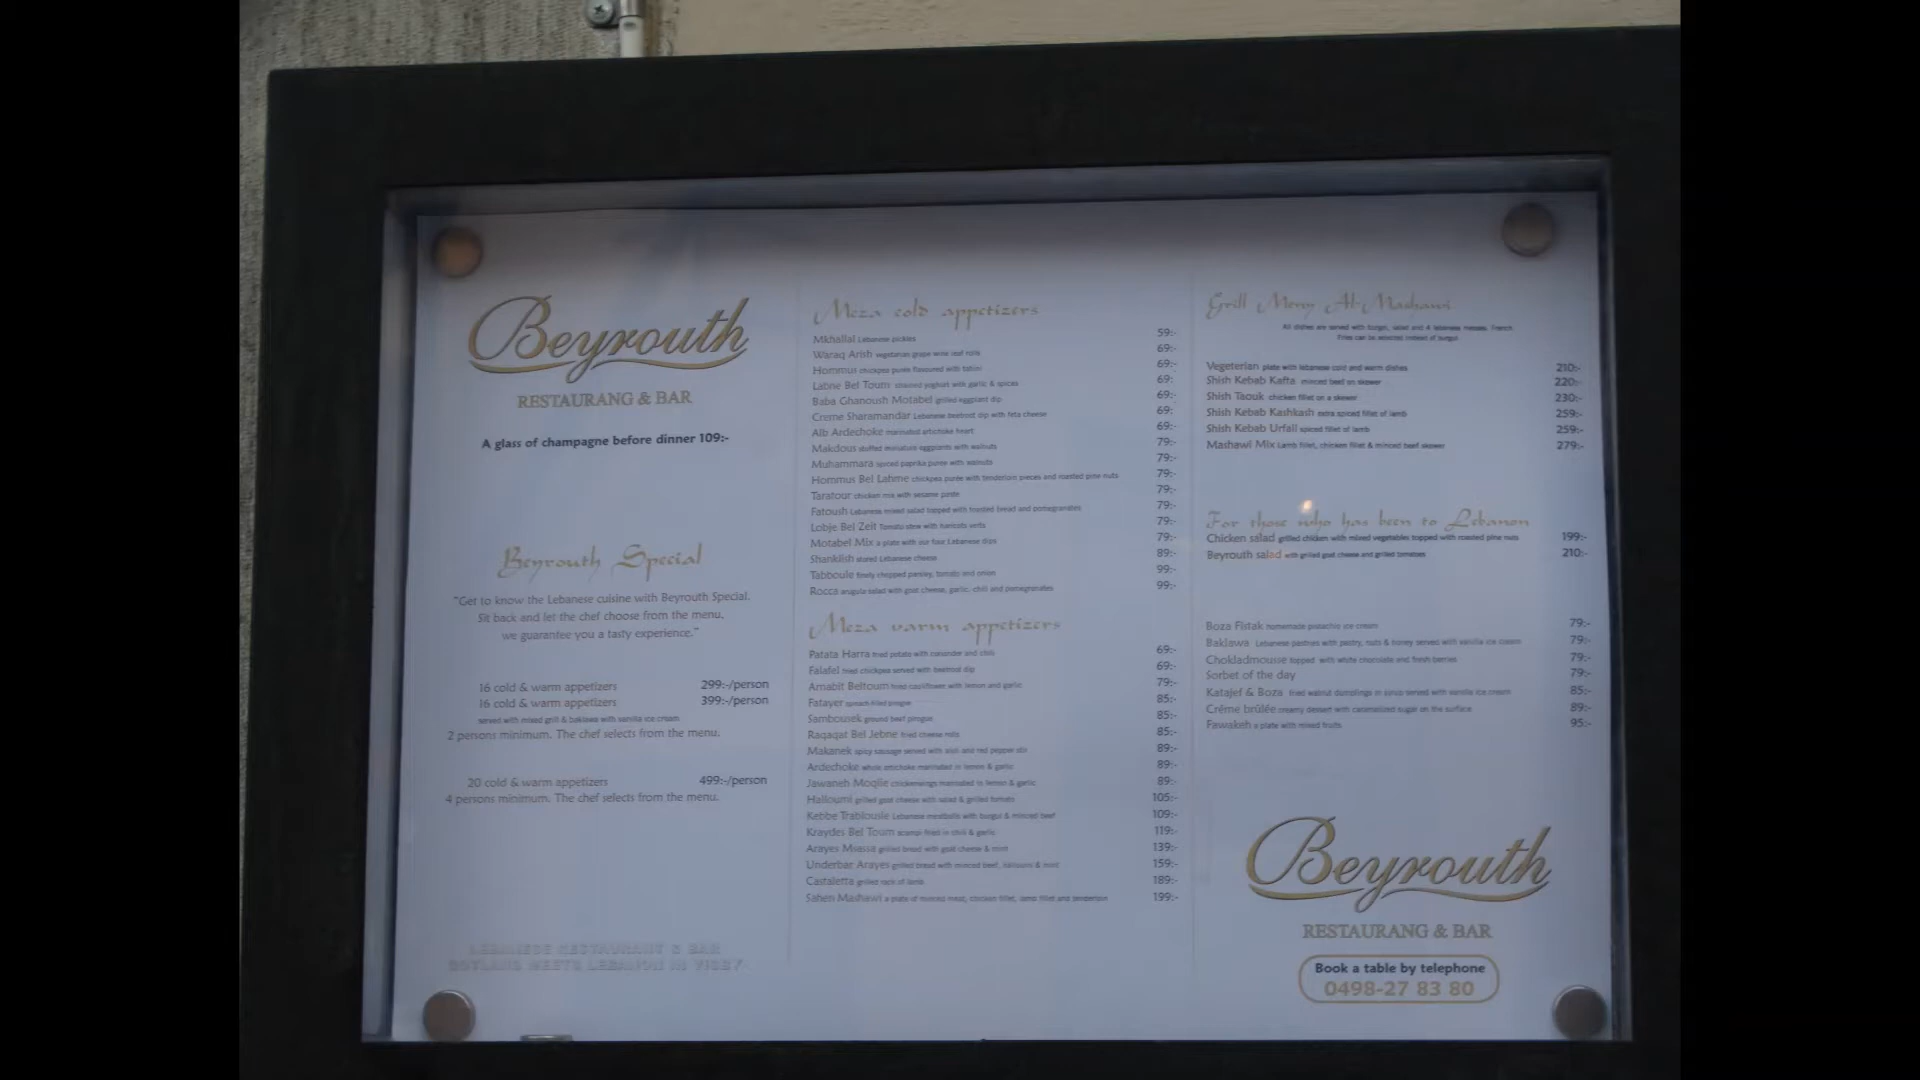 Beyrouth
RESTAURANG & BAR
A glass of champagne before dinner 109:-
Beyrouth Special
"Get to know the Lebanese cuisine with Beyrouth Special.
Sit back and let the chef choose from the menu,
we guarantee you a tasty experience."
16 cold & warm appetizers 299:-/person
16 cold & warm appetizers 399:-/person
served with mixed grill & baklawa with vanilla ice cream
2 persons minimum. The chef selects from the menu.
20 cold & warm appetizers 499:-/person
4 persons minimum. The chef selects from the menu.
LEBANESE RESTAURANT & BAR
GOTLAND MEETS LEBANON IN VISBY
Meza cold appetizers
Mkhallal Lebanese pickles 59:-
Waraq Arish vegetarian grape wine leaf rolls 69:-
Hommus chickpea purée flavoured with tahini 69:-
Labne Bel Toum strained yoghurt with garlic & spices 69:
Baba Ghanoush Motabel grilled eggplant dip 69:-
Creme Sharamandar Lebanese beetroot dip with feta cheese 69:
Alb Ardechoke marinated artichoke heart 69:-
Makdous stuffed miniature eggplants with walnuts 79:-
Muhammara spiced paprika puree with walnuts 79:-
Hommus Bel Lahme chickpea purée with tenderloin pieces and roasted pine nuts 79:-
Taratour chicken mix with sesame paste 79:-
Fatoush Lebanese mixed salad topped with toasted bread and pomegranates 79:-
Lobje Bel Zeit Tomato stew with haricots verts 79:-
Motabel Mix a plate with our four Lebanese dips 79:-
Shanklish stored Lebanese cheese 89:-
Tabboule finely chopped parsley, tomato and onion 99:-
Rocca arugula salad with goat cheese, garlic, chili and pomegranates 99:-
Meza varm appetizers
Patata Harra fried potato with coriander and chili 69:-
Falafel fried chickpea served with beetroot dip 69:-
Arnabit Beltoum fried cauliflower with lemon and garlic 79:-
Fatayer spinach-filled pirogue 85:-
Sambousek ground beef pirogue 85:-
Raqaqat Bel Jebne fried cheese rolls 85:-
Makanek spicy sausage served with aioli and red pepper 89:-
Ardechoke whole artichoke marinated in lemon & garlic 89:-
Jawaneh Moqlie chickenwings marinated in lemon & garlic 89:-
Halloumi grilled goat cheese with salad & grilled tomato 105:-
Kebbe Trablousie Lebanese meatballs with burgul & minced beef 109:-
Kraydes Bel Toum scampi fried in chili & garlic 119:-
Arayes Mvassa grilled bread with goat cheese & mint 139:-
Underbar Arayes grilled bread with minced beef, halloumi & mint 159:-
Castaletta grilled rack of lamb 189:-
Sahen Mashawi a plate of minced meat, chicken fillet, lamb fillet and 199:-
Grill Meny Al-Mashawi
All dishes are served with burgul, salad and 4 lebanese mezzes. French
Fries can be selected instead of burgul.
Vegeterian plate with lebanese cold and warm dishes 210:-
Shish Kebab Kafta minced beef on skewer 220:-
Shish Taouk chicken fillet on a skewer 230:-
Shish Kebab Kashkash extra spiced fillet of lamb 259:-
Shish Kebab Urfali spiced fillet of lamb 259:-
Mashawi Mix Lamb fillet, chicken fillet & minced beef skewer 279:-
For those who has been to Lebanon
Chicken salad grilled chicken with mixed vegetables topped with roasted pine nuts 199:-
Beyrouth salad with grilled goat cheese and grilled tomatoes 210:-
Boza Fistak homemade pistachio ice cream 79:-
Baklawa Lebanese pastries with pastry, nuts & honey served with vanilla ice cream 79:-
Chokladmousse topped with white chocolate and fresh berries 79:-
Sorbet of the day 79:-
Katajef & Boza fried walnut dumplings in sirup served with vanilla ice cream 85:-
Créme brûlée creamy dessert with caramelized sugar on the surface 89:-
Fawakeh a plate with mixed fruits 95:-
Beyrouth
RESTAURANG & BAR
Book a table by telephone
0498-27 83 80